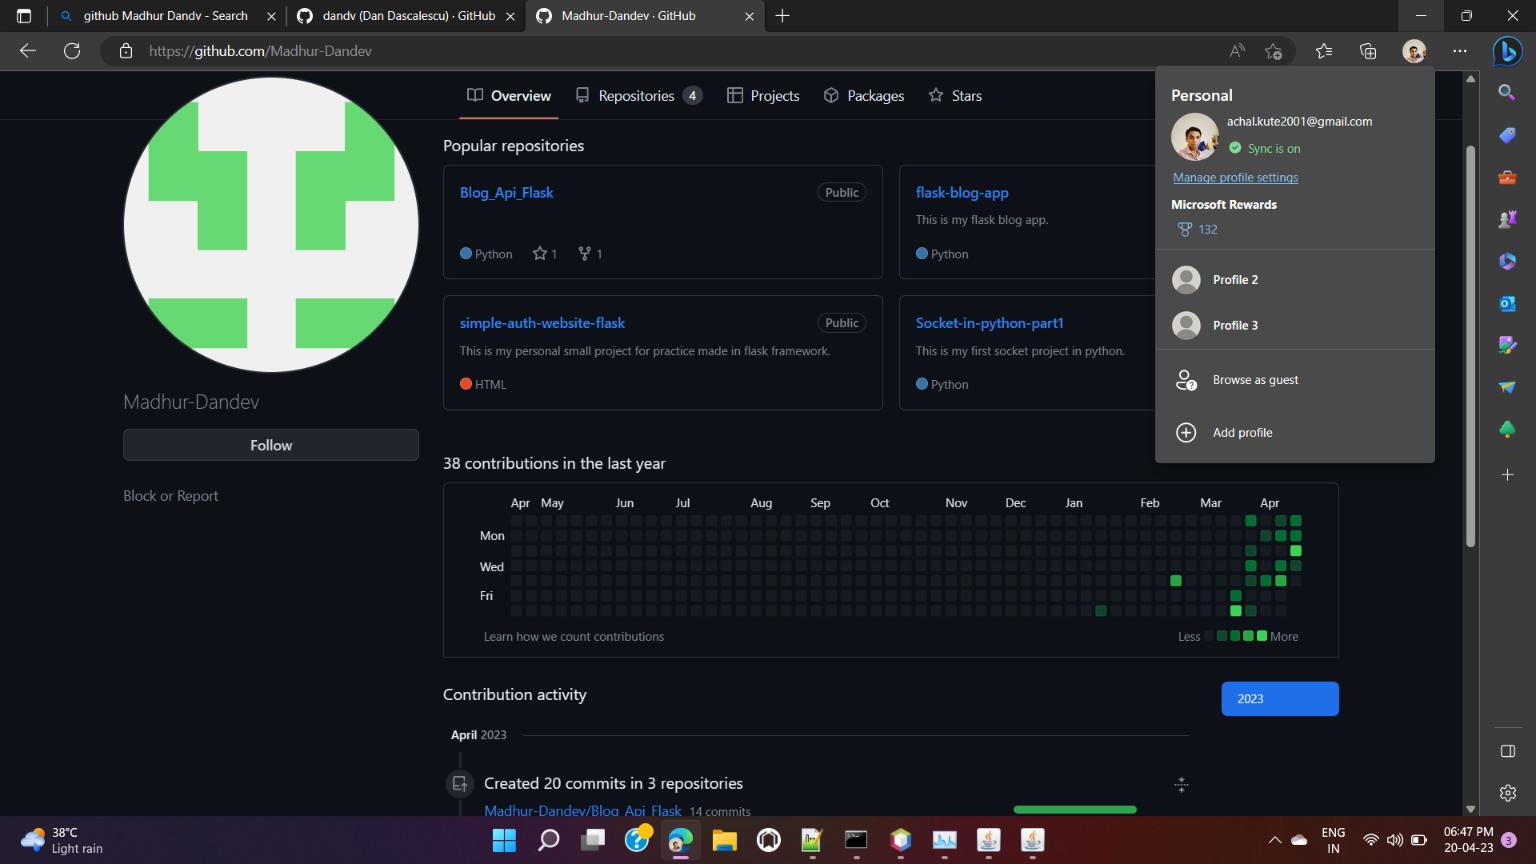 github Madhur Dandv - Search
dandv (Dan Dascalescu) · GitHub
Madhur-Dandev · GitHub
https://github.com/Madhur-Dandev
Overview
Repositories 4
Projects
Packages
Stars
Popular repositories
Blog_Api_Flask
Public
Python 1 1
flask-blog-app
This is my flask blog app.
Python
simple-auth-website-flask
Public
This is my personal small project for practice made in flask framework.
HTML
Socket-in-python-part1
This is my first socket project in python.
Python
Madhur-Dandev
Follow
Block or Report
Personal
achal.kute2001@gmail.com
Sync is on
Manage profile settings
Microsoft Rewards
132
Profile 2
Profile 3
Browse as guest
Add profile
38 contributions in the last year
Apr May Jun Jul Aug Sep Oct Nov Dec Jan Feb Mar Apr
Mon
Wed
Fri
Learn how we count contributions
Less More
Contribution activity
2023
April 2023
Created 20 commits in 3 repositories
Madhur-Dandev/Blog_Api_Flask 14 commits
38°C
Light rain
ENG
IN
06:47 PM
20-04-23
3